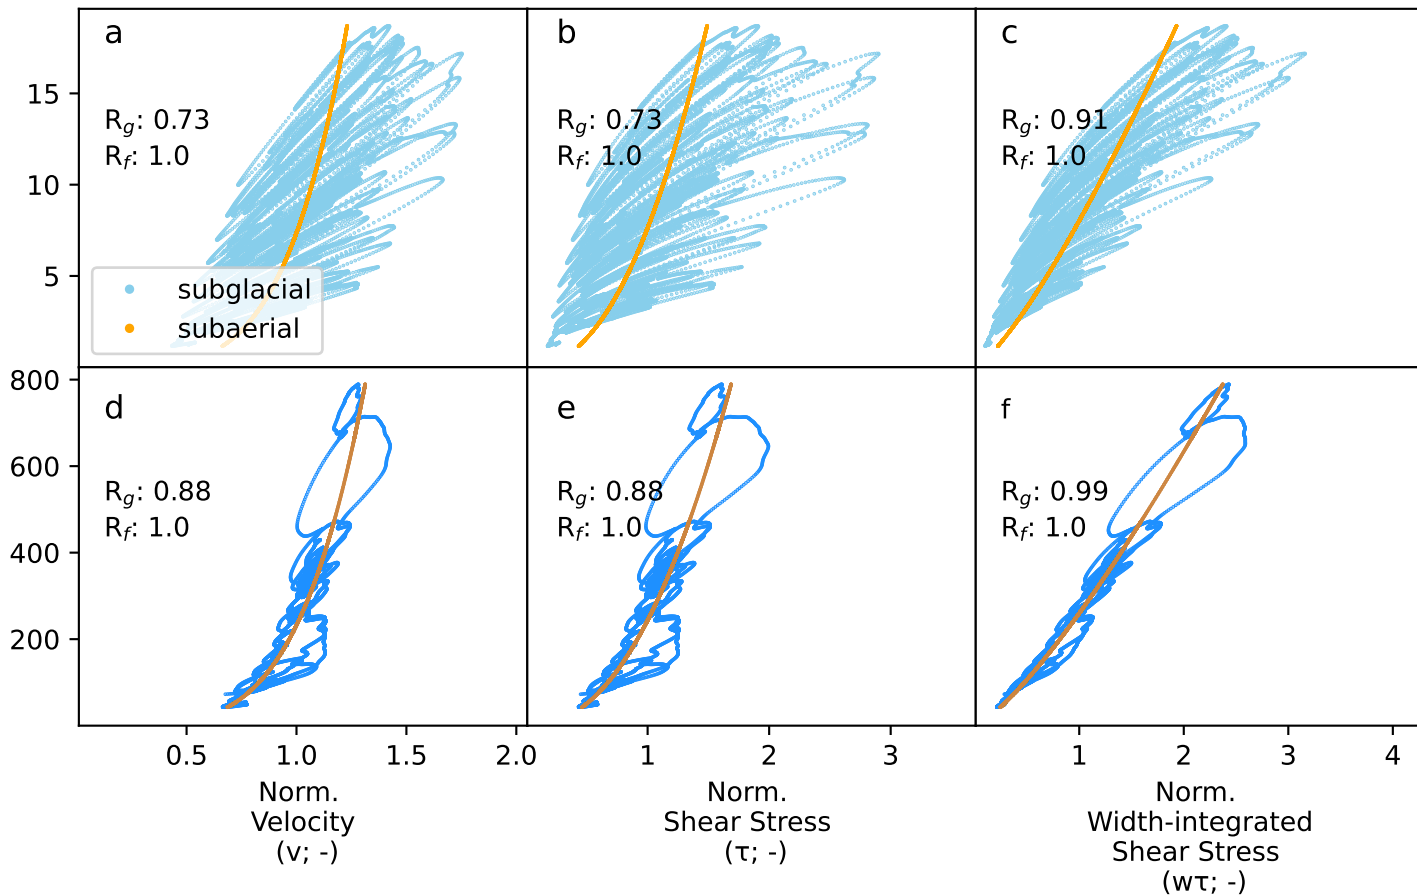 a
b
c
15
10
5
R_g: 0.73
R_f: 1.0
R_g: 0.73
R_f: 1.0
R_g: 0.91
R_f: 1.0
subglacial
subaerial
800
600
400
200
d
e
f
R_g: 0.88
R_f: 1.0
R_g: 0.88
R_f: 1.0
R_g: 0.99
R_f: 1.0
0.5 1.0 1.5 2.0
1 2 3
1 2 3 4
Norm.
Velocity
(v; -)
Norm.
Shear Stress
(τ; -)
Norm.
Width-integrated
Shear Stress
(wτ; -)